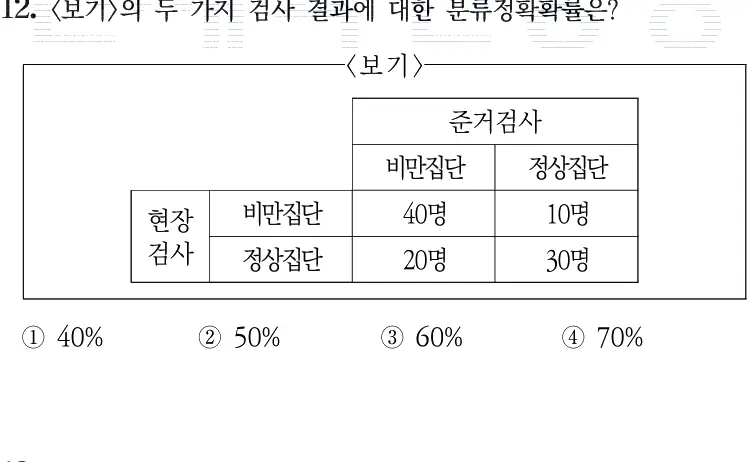 12. 〈보기〉의 두 가지 검사 결과에 대한 분류정확확률은?
〈보기〉
준거검사
비만집단 정상집단
현장
검사
비만집단 40명 10명
정상집단 20명 30명
① 40% ② 50% ③ 60% ④ 70%